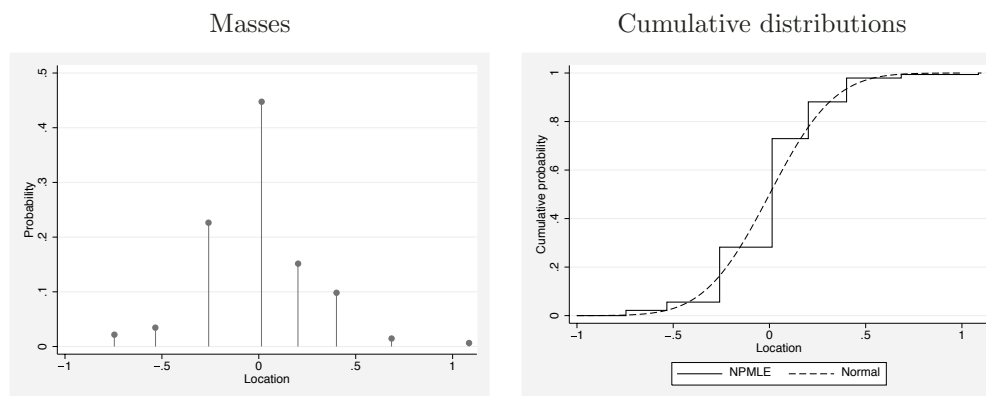 Masses
Cumulative distributions
Probability
.5
.4
.3
.2
.1
0
−1
−.5
0
.5
1
Location
Cumulative probability
1
.8
.6
.4
.2
0
−1
−.5
0
.5
1
Location
NPMLE
Normal